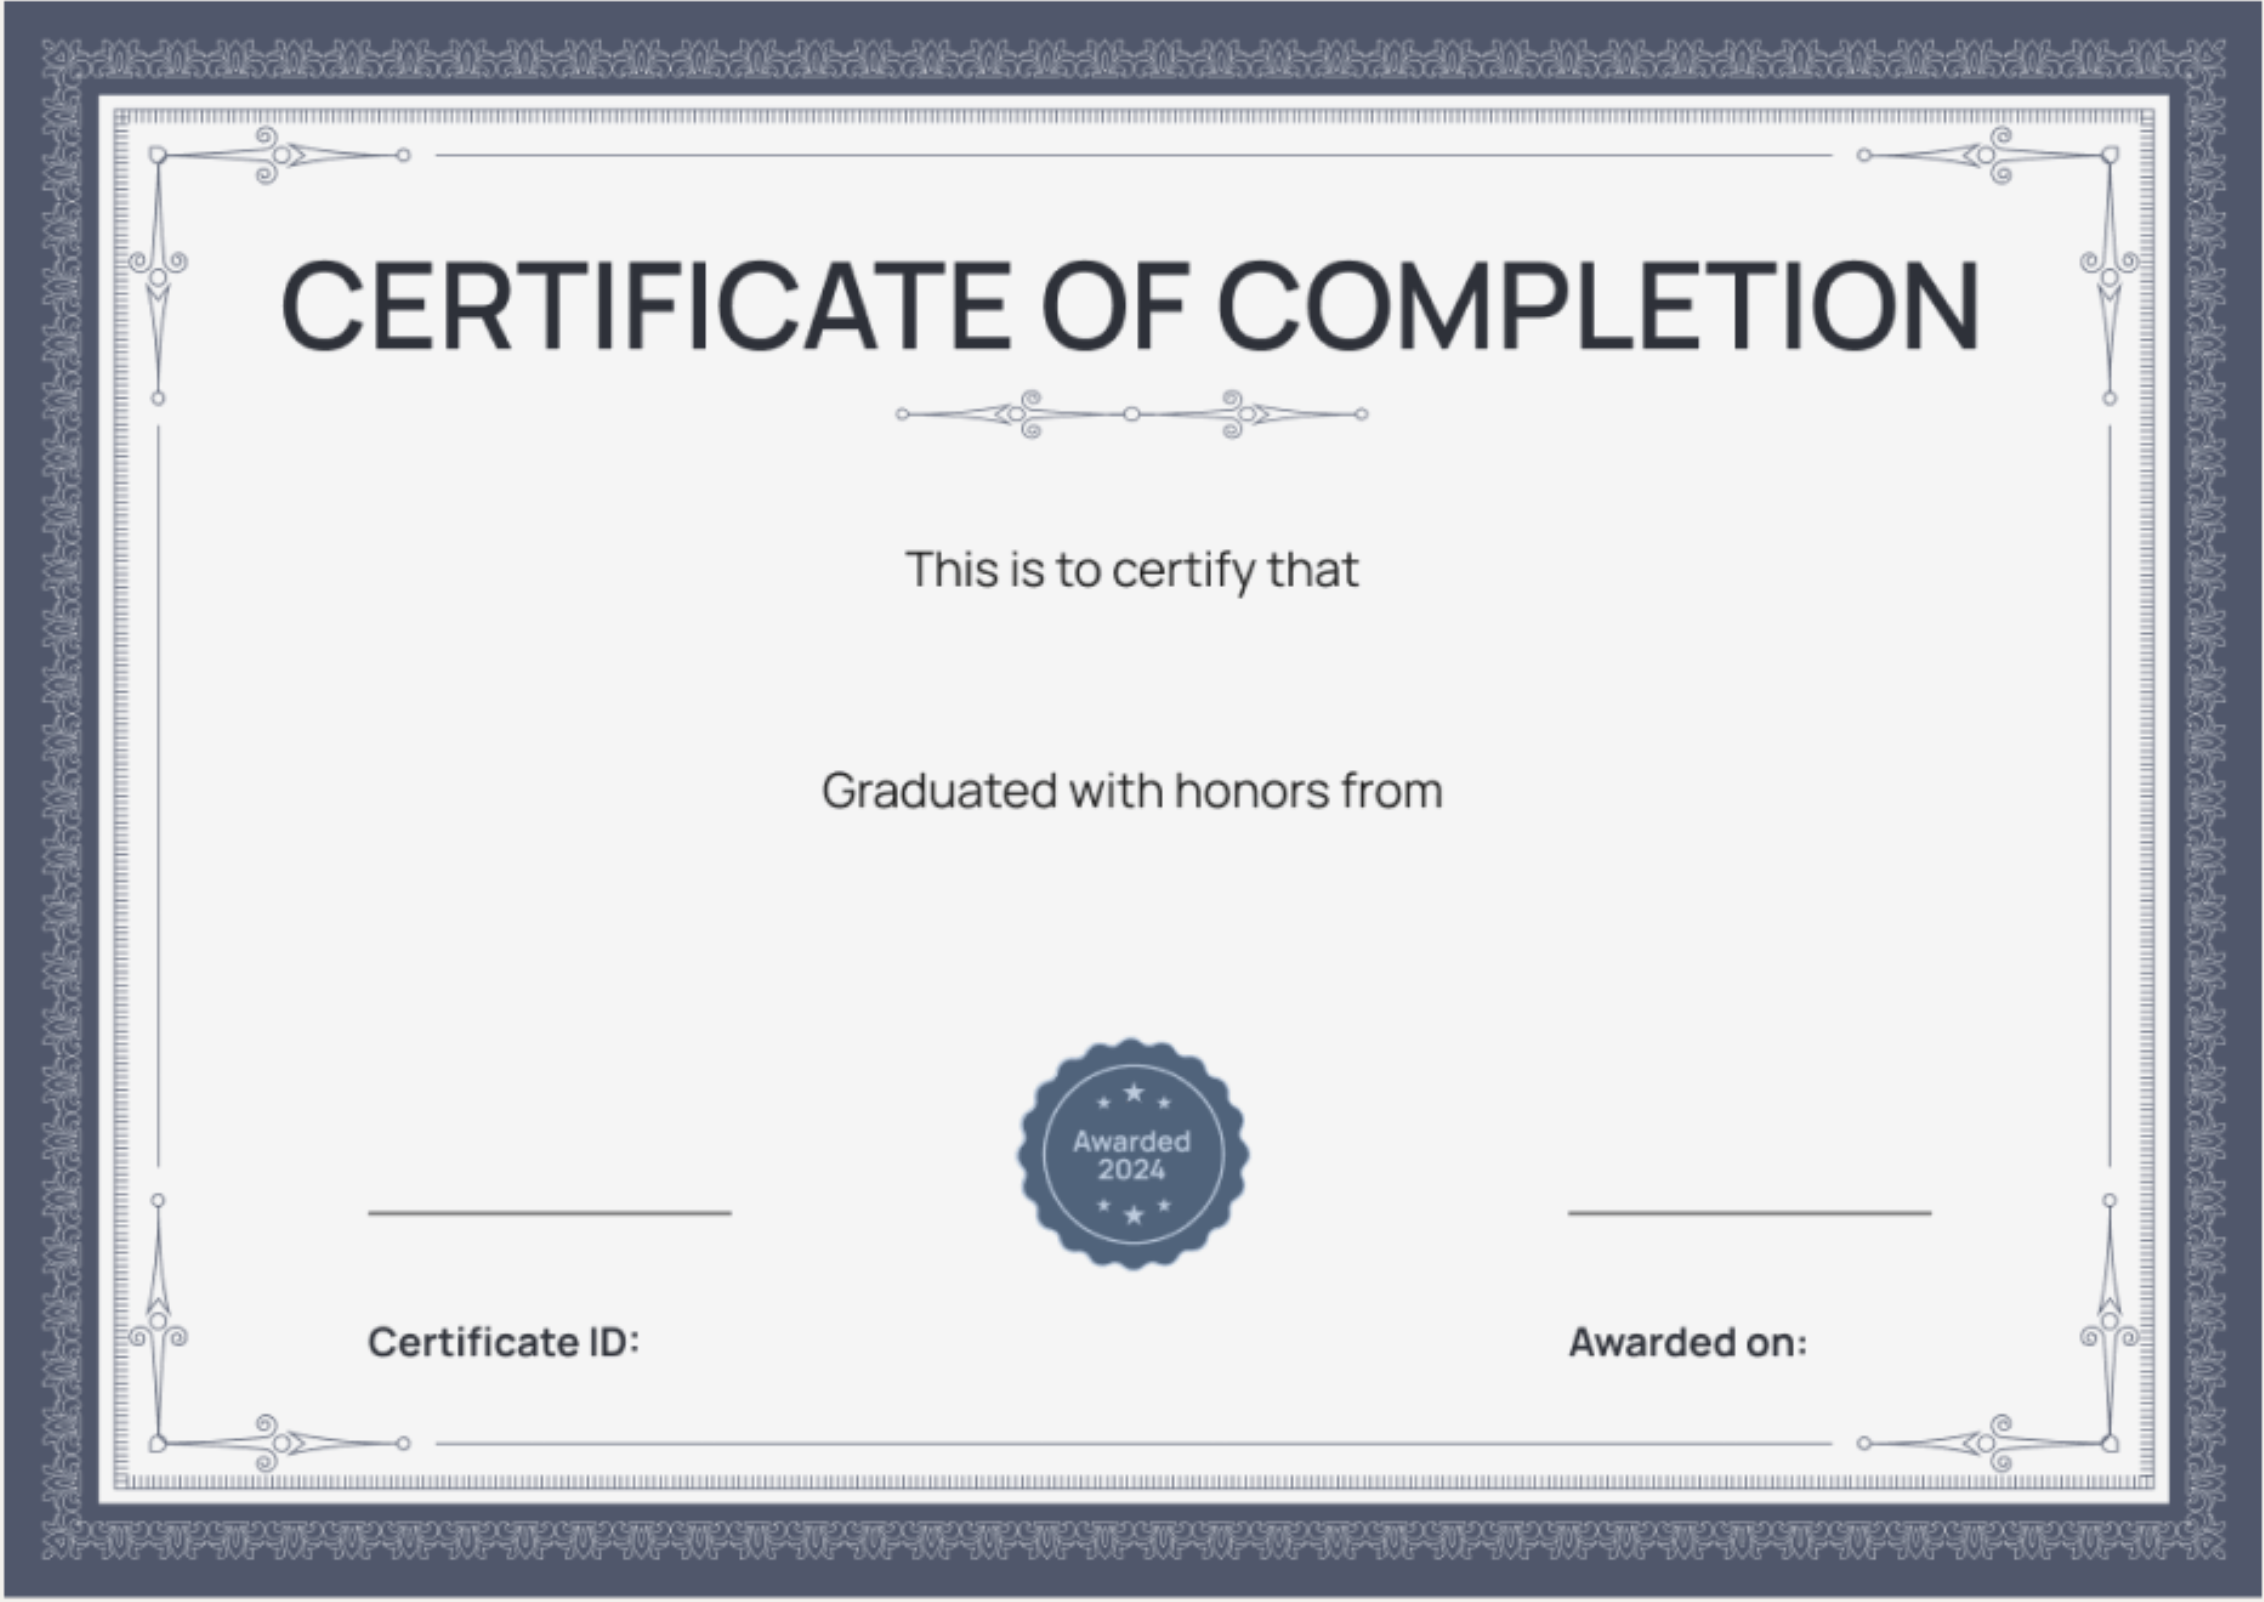 CERTIFICATE OF COMPLETION
This is to certify that
Graduated with honors from
Awarded
2024
Certificate ID:
Awarded on: